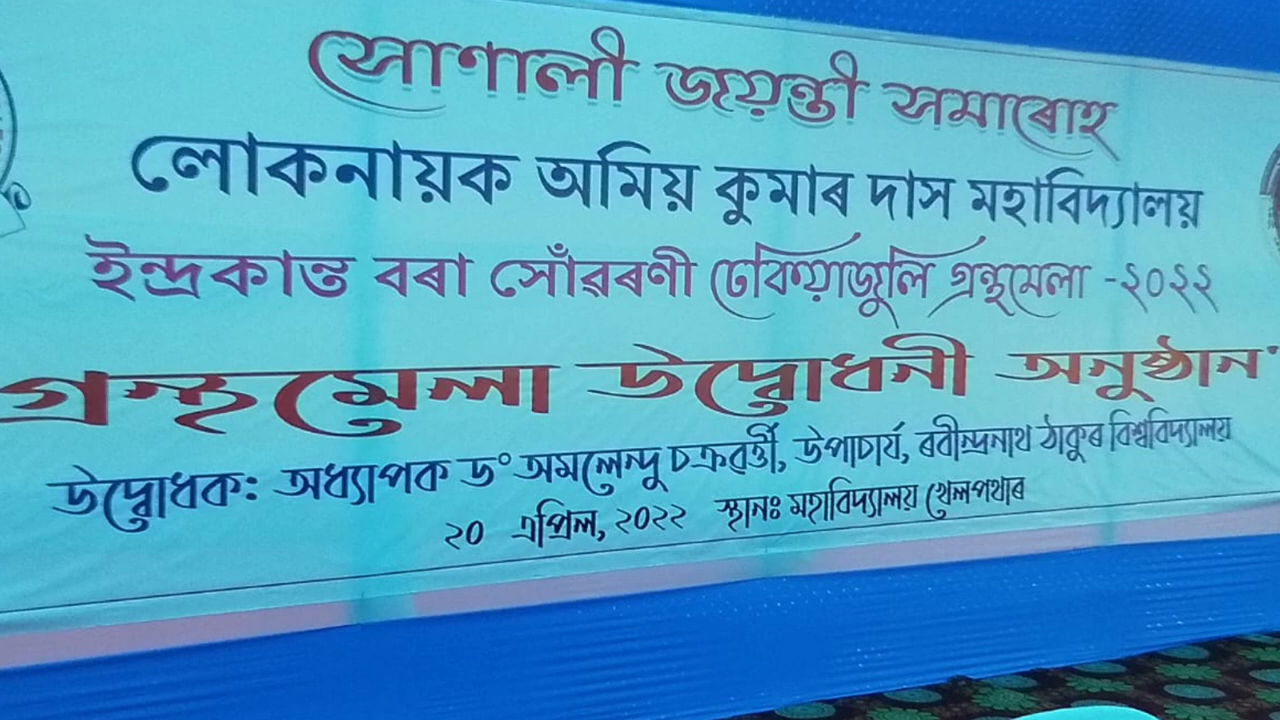 সোণালী জয়ন্তী সমাৰোহ
লোকনায়ক অমিয় কুমাৰ দাস মহাবিদ্যালয়
ইন্দ্ৰকান্ত বৰা সোঁৱৰণী ঢেকিয়াজুলি গ্ৰন্থমেলা -২০২২
গ্ৰন্থমেলা উদ্বোধনী অনুষ্ঠান
উদ্বোধক: অধ্যাপক ড° অমলেন্দু চক্ৰৱৰ্ত্তী, উপাচাৰ্য, ৰবীন্দ্ৰনাথ ঠাকুৰ বিশ্ববিদ্যালয়
২০ এপ্ৰিল, ২০২২ স্থানঃ মহাবিদ্যালয় খেলপথাৰ